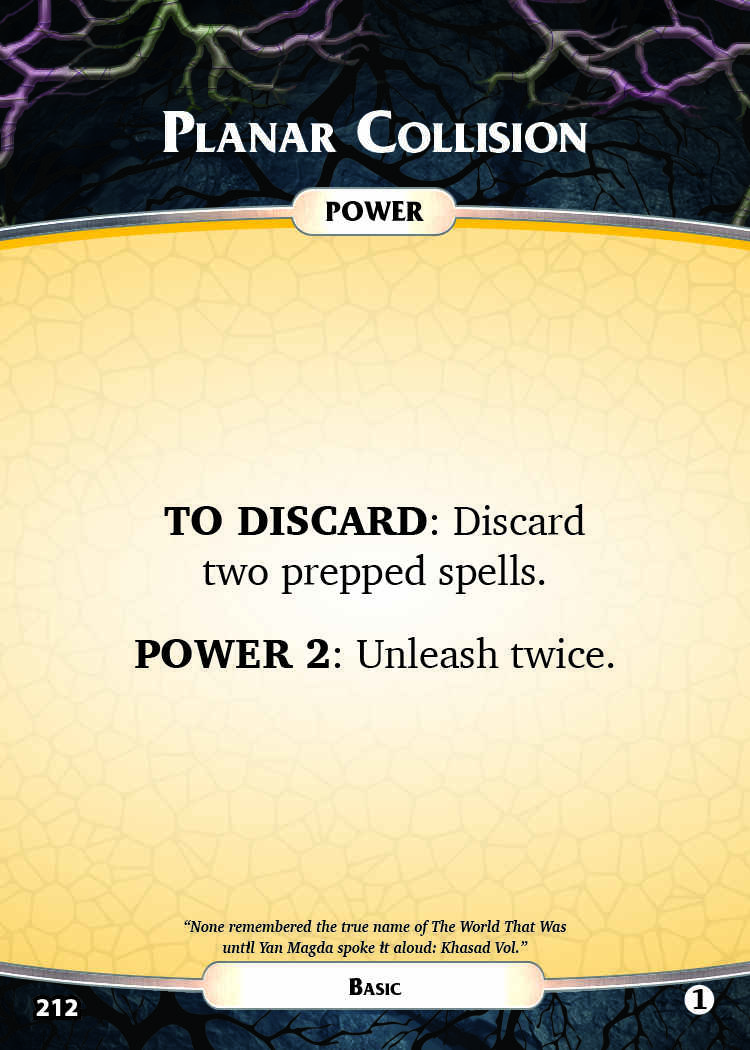 Planar Collision
POWER
TO DISCARD: Discard
two prepped spells.
POWER 2: Unleash twice.
“None remembered the true name of The World That Was
until Yan Magda spoke it aloud: Khasad Vol.”
Basic
212
1